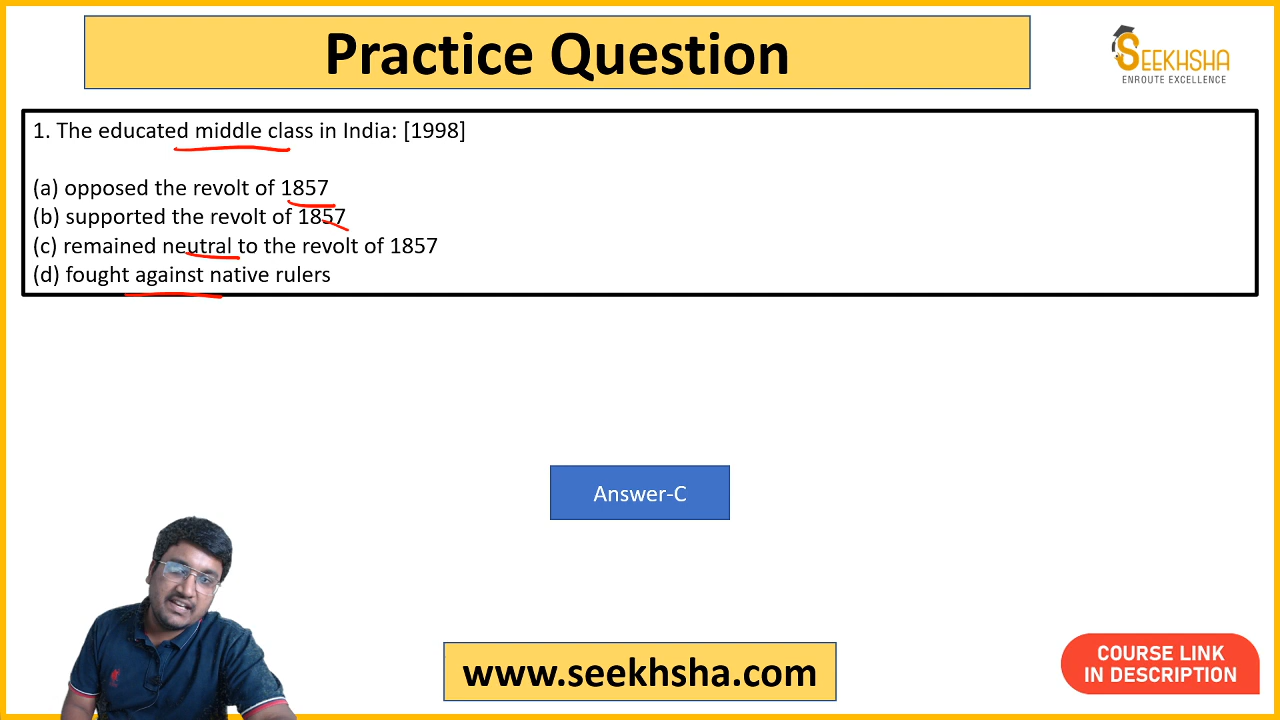 Practice Question
SEEKHSHA
ENROUTE EXCELLENCE
1. The educated middle class in India: [1998]
(a) opposed the revolt of 1857
(b) supported the revolt of 1857
(c) remained neutral to the revolt of 1857
(d) fought against native rulers
Answer-C
www.seekhsha.com
COURSE LINK
IN DESCRIPTION